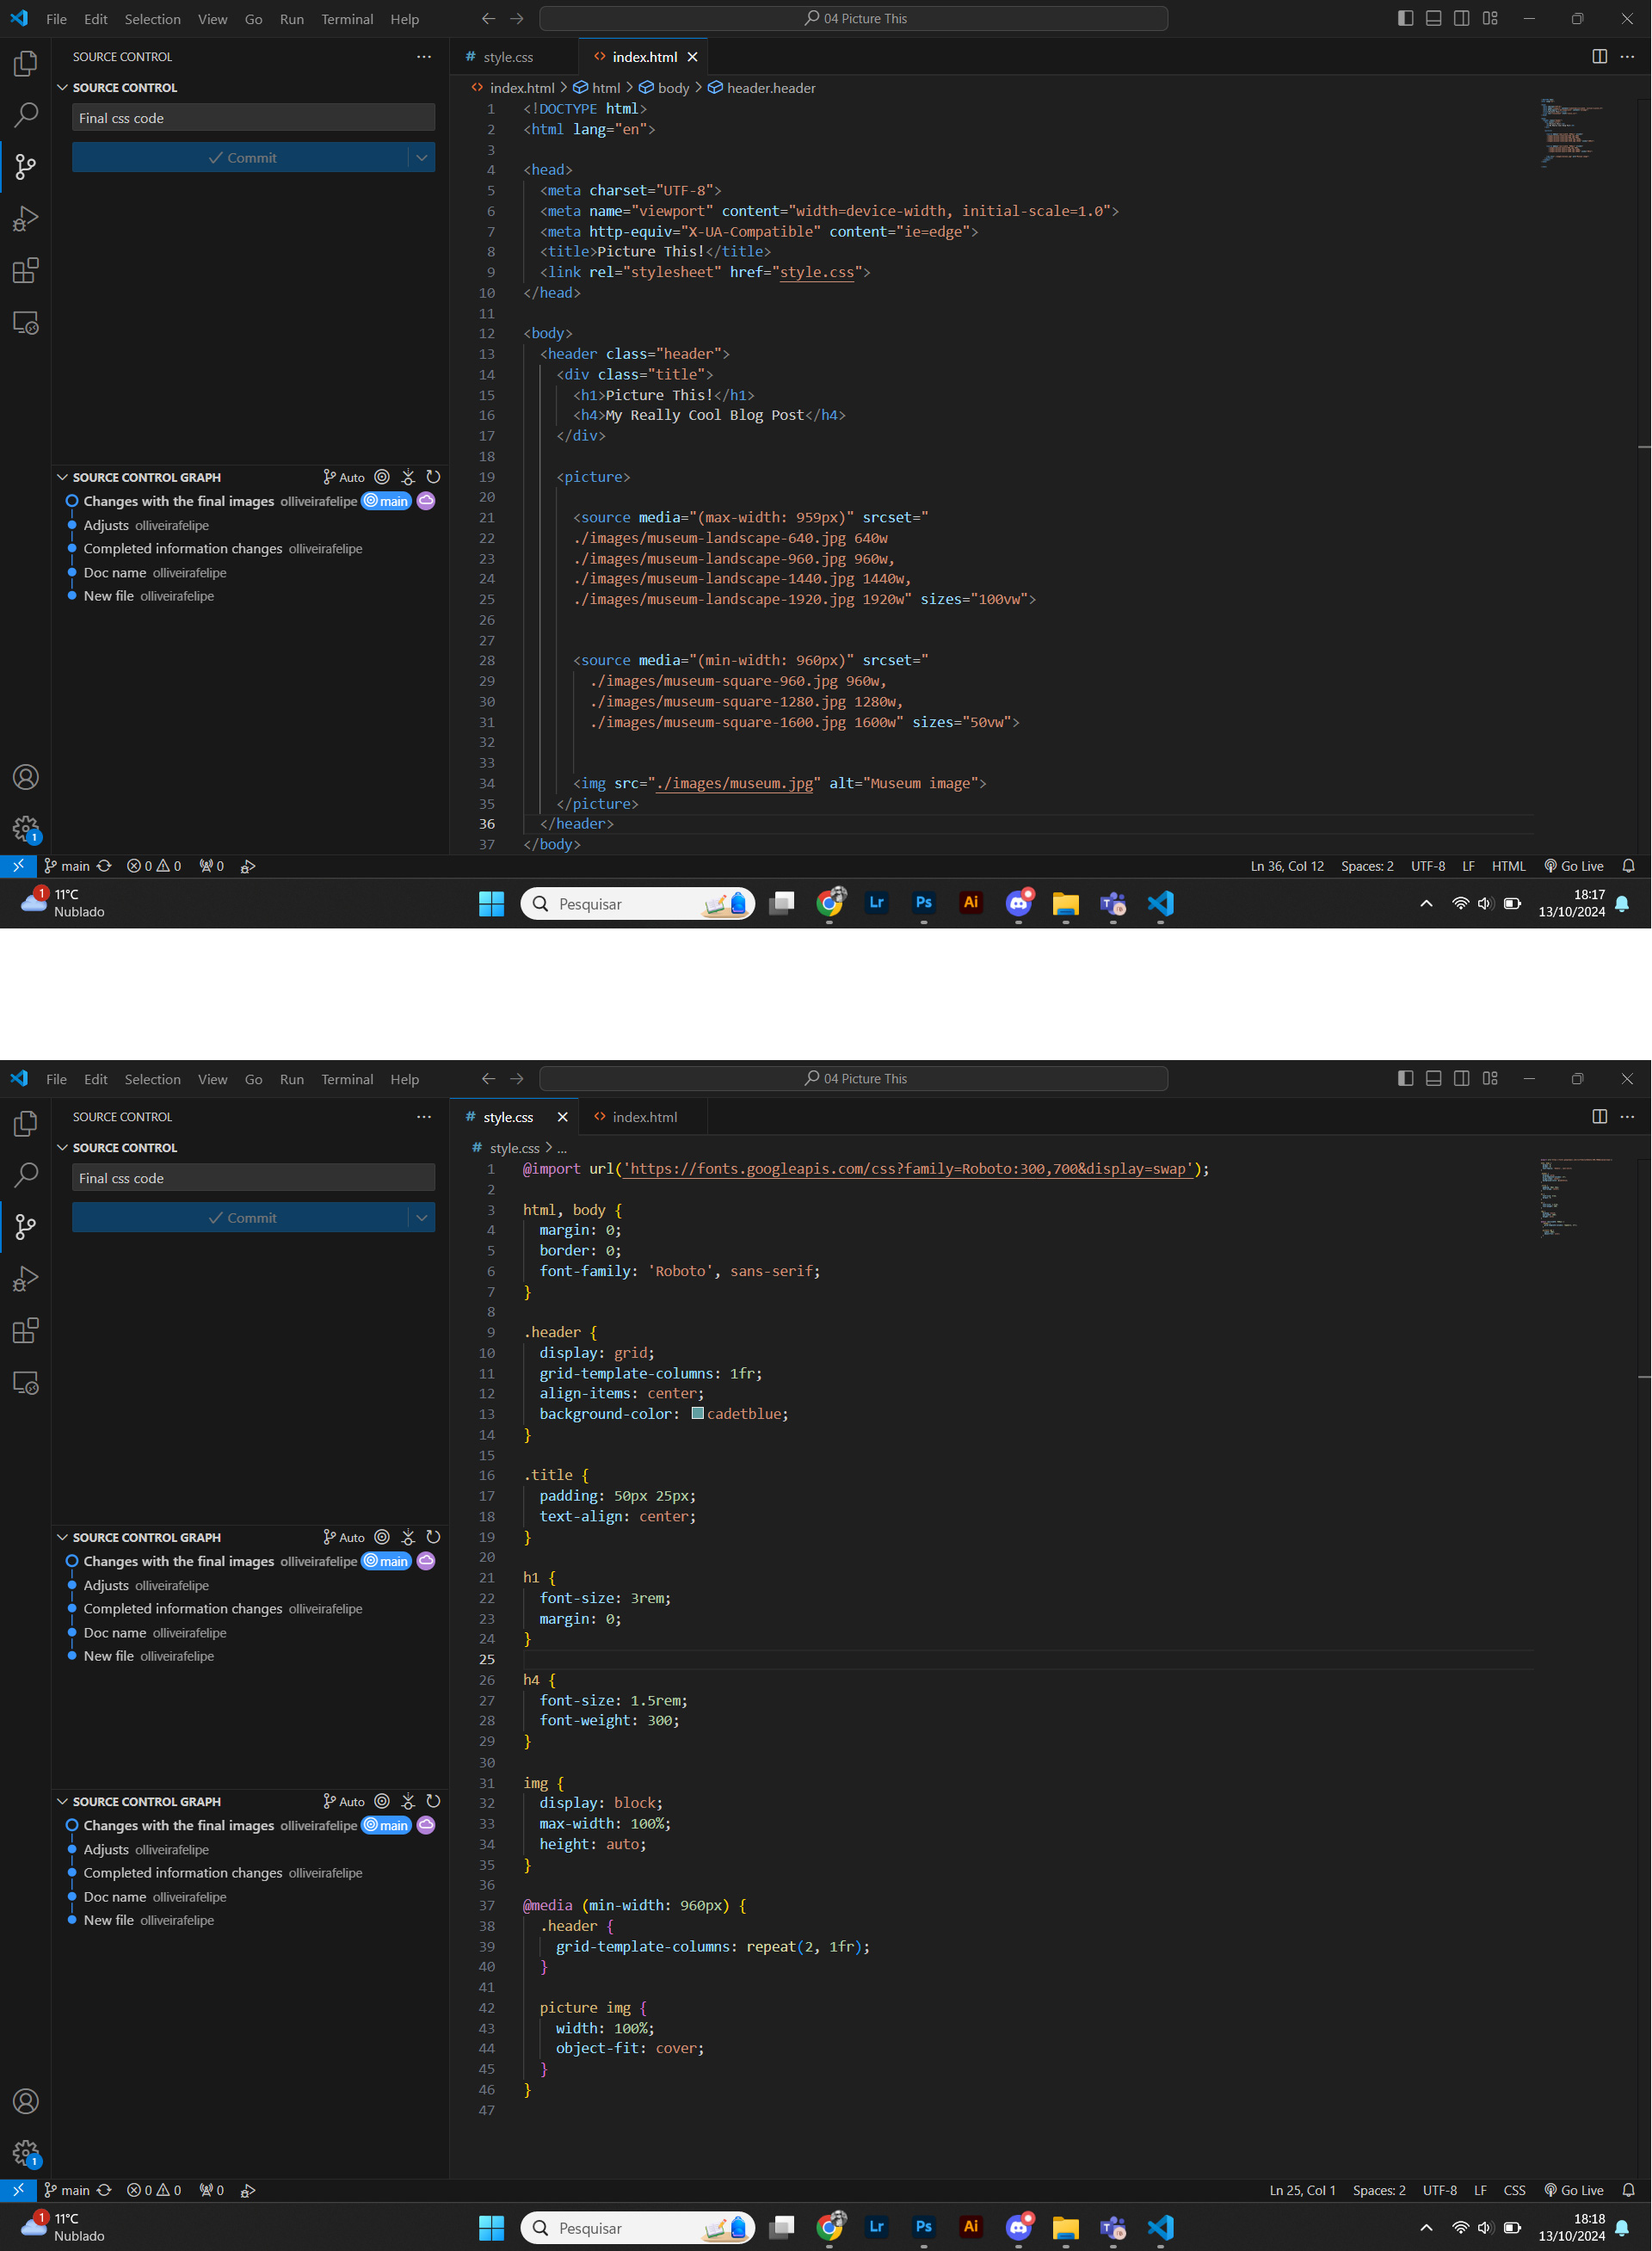 File Edit Selection View Go Run Terminal Help
04 Picture This
SOURCE CONTROL
SOURCE CONTROL
Final css code
Commit
SOURCE CONTROL GRAPH
Auto
Changes with the final images olliveirafelipe main
Adjusts olliveirafelipe
Completed information changes olliveirafelipe
Doc name olliveirafelipe
New file olliveirafelipe
# style.css
<> index.html
<> index.html > html > body > header.header
1 <!DOCTYPE html>
2 <html lang="en">
3
4 <head>
5 <meta charset="UTF-8">
6 <meta name="viewport" content="width=device-width, initial-scale=1.0">
7 <meta http-equiv="X-UA-Compatible" content="ie=edge">
8 <title>Picture This!</title>
9 <link rel="stylesheet" href="style.css">
10 </head>
11
12 <body>
13 <header class="header">
14 <div class="title">
15 <h1>Picture This!</h1>
16 <h4>My Really Cool Blog Post</h4>
17 </div>
18
19 <picture>
20
21 <source media="(max-width: 959px)" srcset="
22 ./images/museum-landscape-640.jpg 640w
23 ./images/museum-landscape-960.jpg 960w,
24 ./images/museum-landscape-1440.jpg 1440w,
25 ./images/museum-landscape-1920.jpg 1920w" sizes="100vw">
26
27
28 <source media="(min-width: 960px)" srcset="
29 ./images/museum-square-960.jpg 960w,
30 ./images/museum-square-1280.jpg 1280w,
31 ./images/museum-square-1600.jpg 1600w" sizes="50vw">
32
33
34 <img src="./images/museum.jpg" alt="Museum image">
35 </picture>
36 </header>
37 </body>
1
main 0 0 0
Ln 36, Col 12 Spaces: 2 UTF-8 LF HTML Go Live
1
11°C
Nublado
Pesquisar
Lr
Ps
Ai
18:17
13/10/2024
File Edit Selection View Go Run Terminal Help
04 Picture This
SOURCE CONTROL
SOURCE CONTROL
Final css code
Commit
SOURCE CONTROL GRAPH
Auto
Changes with the final images olliveirafelipe main
Adjusts olliveirafelipe
Completed information changes olliveirafelipe
Doc name olliveirafelipe
New file olliveirafelipe
SOURCE CONTROL GRAPH
Auto
Changes with the final images olliveirafelipe main
Adjusts olliveirafelipe
Completed information changes olliveirafelipe
Doc name olliveirafelipe
New file olliveirafelipe
# style.css
<> index.html
# style.css > ...
1 @import url('https://fonts.googleapis.com/css?family=Roboto:300,700&display=swap');
2
3 html, body {
4 margin: 0;
5 border: 0;
6 font-family: 'Roboto', sans-serif;
7 }
8
9 .header {
10 display: grid;
11 grid-template-columns: 1fr;
12 align-items: center;
13 background-color: cadetblue;
14 }
15
16 .title {
17 padding: 50px 25px;
18 text-align: center;
19 }
20
21 h1 {
22 font-size: 3rem;
23 margin: 0;
24 }
25
26 h4 {
27 font-size: 1.5rem;
28 font-weight: 300;
29 }
30
31 img {
32 display: block;
33 max-width: 100%;
34 height: auto;
35 }
36
37 @media (min-width: 960px) {
38 .header {
39 grid-template-columns: repeat(2, 1fr);
40 }
41
42 picture img {
43 width: 100%;
44 object-fit: cover;
45 }
46 }
47
1
main 0 0 0
Ln 25, Col 1 Spaces: 2 UTF-8 LF CSS Go Live
1
11°C
Nublado
Pesquisar
Lr
Ps
Ai
18:18
13/10/2024